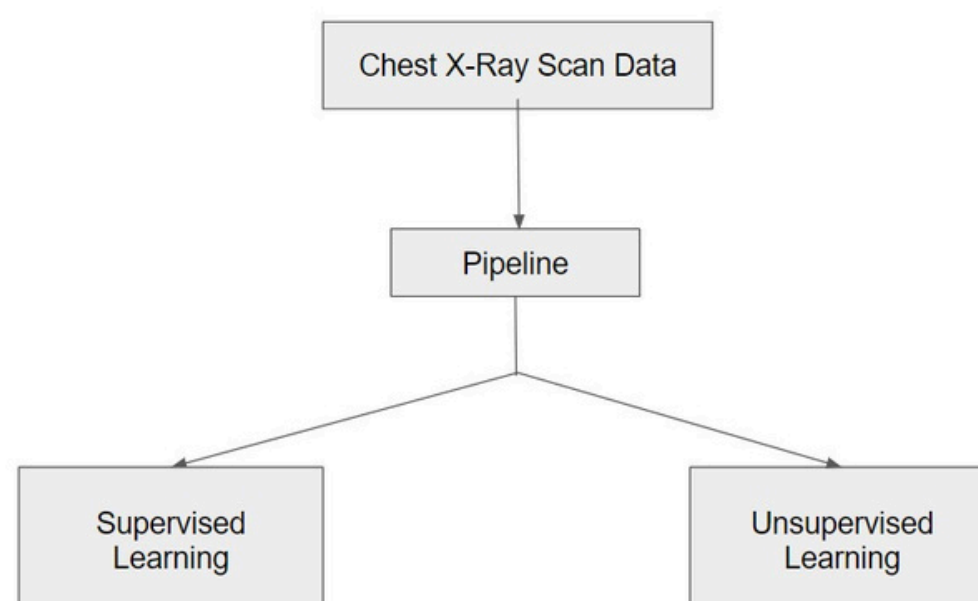 Chest X-Ray Scan Data
Pipeline
Supervised
Learning
Unsupervised
Learning